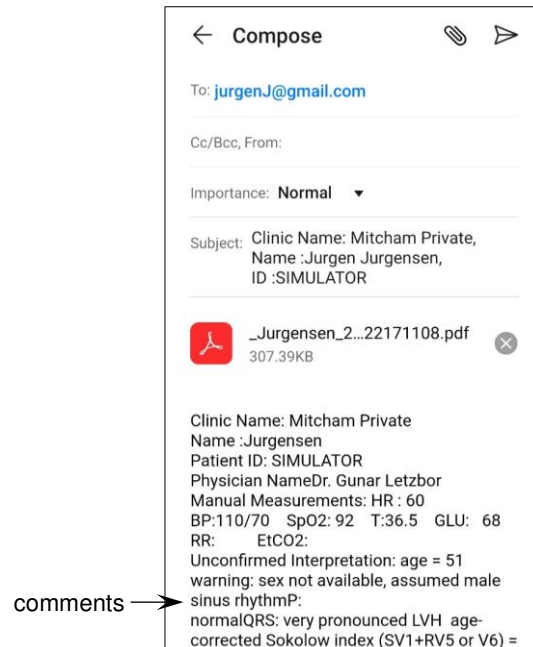 Compose
To: jurgenJ@gmail.com
Cc/Bcc, From:
Importance: Normal
Subject: Clinic Name: Mitcham Private,
Name :Jurgen Jurgensen,
ID :SIMULATOR
_Jurgensen_2...22171108.pdf
307.39KB
Clinic Name: Mitcham Private
Name :Jurgensen
Patient ID: SIMULATOR
Physician NameDr. Gunar Letzbor
Manual Measurements: HR : 60
BP:110/70 SpO2: 92 T:36.5 GLU: 68
RR: EtCO2:
Unconfirmed Interpretation: age = 51
warning: sex not available, assumed male
comments
sinus rhythmP:
normalQRS: very pronounced LVH age-
corrected Sokolow index (SV1+RV5 or V6) =